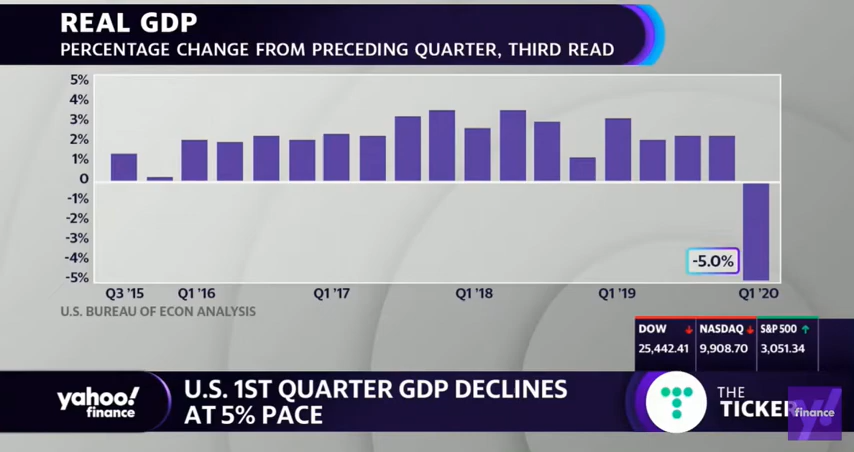 REAL GDP
PERCENTAGE CHANGE FROM PRECEDING QUARTER, THIRD READ
5%
4%
3%
2%
1%
0
-1%
-2%
-3%
-4%
-5%
-5.0%
Q3 '15 Q1 '16 Q1 '17 Q1 '18 Q1 '19 Q1 '20
U.S. BUREAU OF ECON ANALYSIS
DOW NASDAQ S&P 500
25,442.41 9,908.70 3,051.34
yahoo!
finance
U.S. 1ST QUARTER GDP DECLINES
AT 5% PACE
THE
TICKER
y!
finance